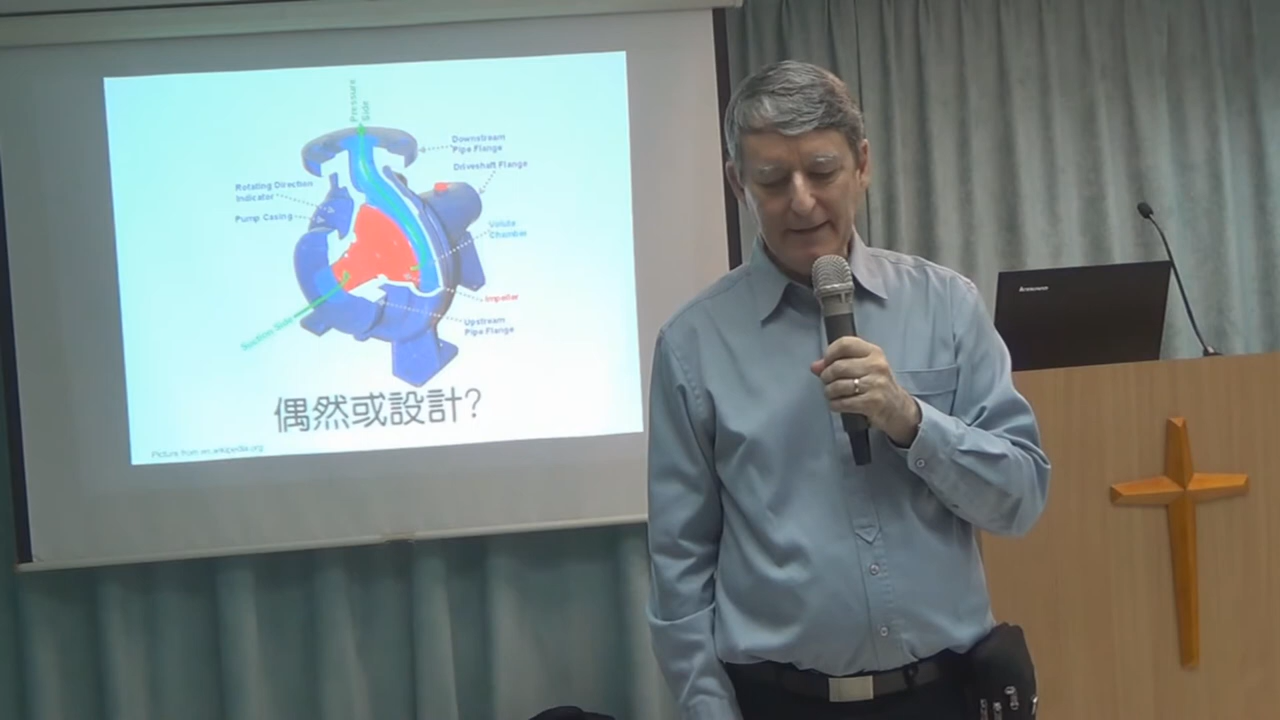 Pressure
Side
Downstream
Pipe Flange
Driveshaft Flange
Rotating Direction
Indicator
Pump Casing
Volute
Chamber
Impeller
Upstream
Pipe Flange
Suction Side
偶然或設計?
Picture from en.wikipedia.org
lenovo